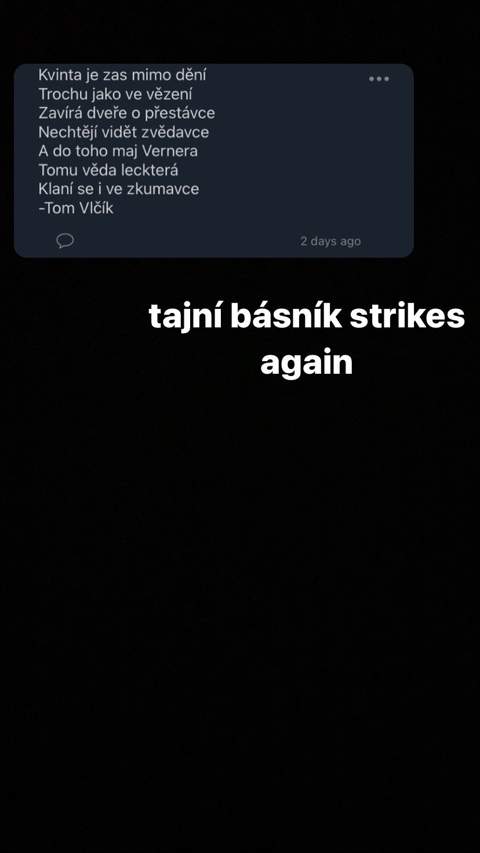 Kvinta je zas mimo dění
Trochu jako ve vězení
Zavírá dveře o přestávce
Nechtějí vidět zvědavce
A do toho maj Vernera
Tomu věda leckterá
Klaní se i ve zkumavce
-Tom Vlčík
2 days ago
tajní básník strikes
again